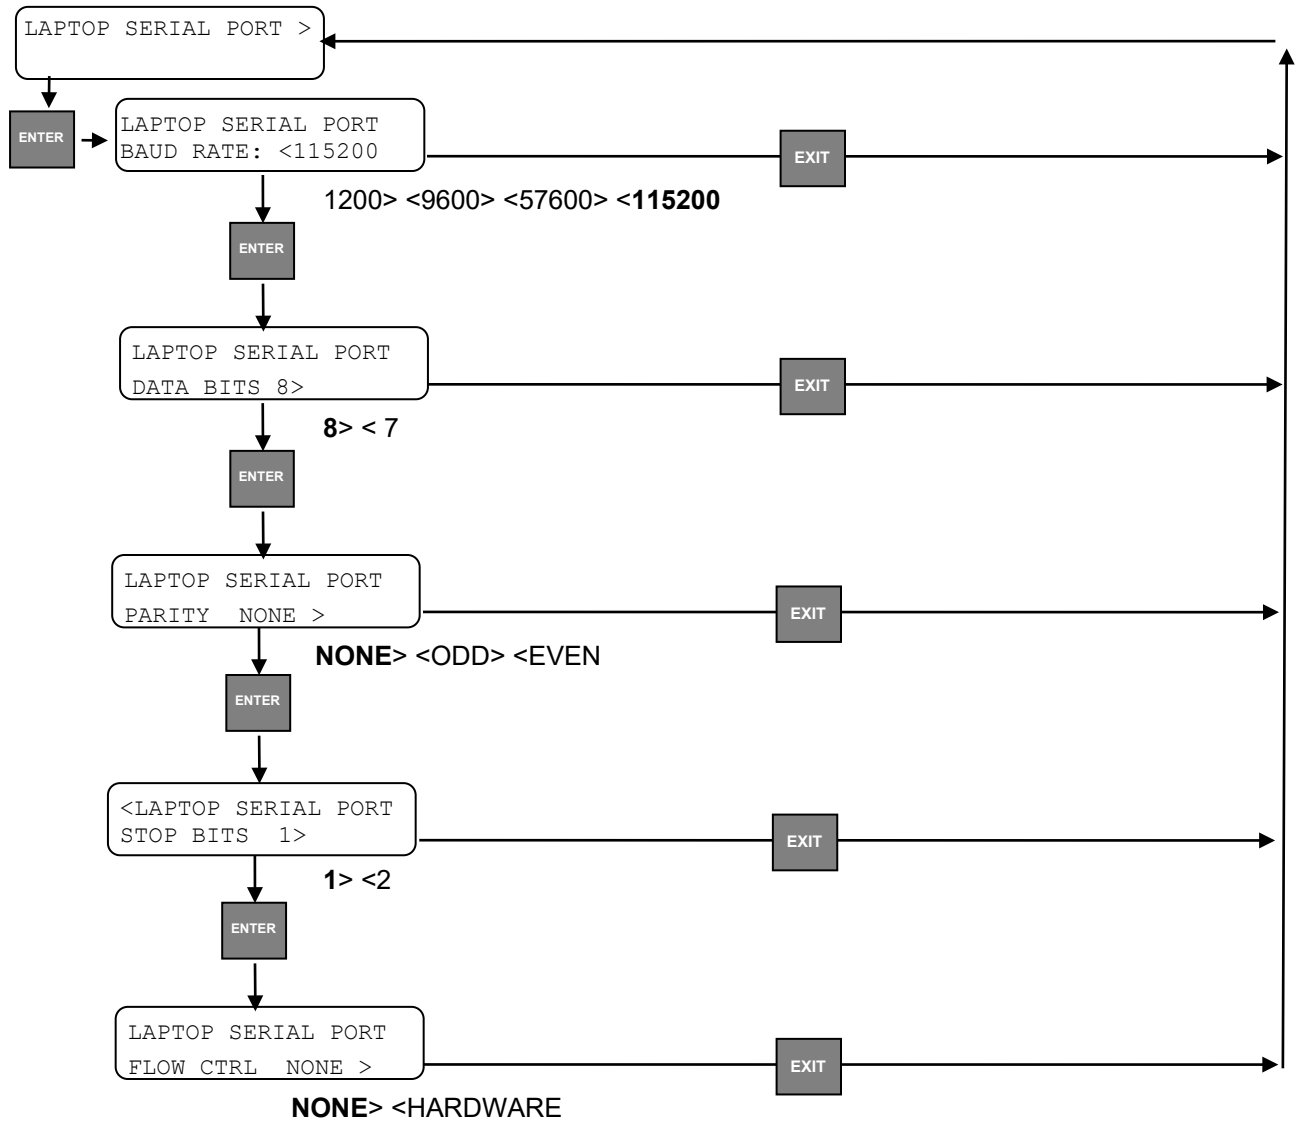 LAPTOP SERIAL PORT >
ENTER
LAPTOP SERIAL PORT
BAUD RATE: <115200
EXIT
1200> <9600> <57600> <115200
ENTER
LAPTOP SERIAL PORT
DATA BITS 8>
EXIT
8> < 7
ENTER
LAPTOP SERIAL PORT
PARITY  NONE >
EXIT
NONE> <ODD> <EVEN
ENTER
<LAPTOP SERIAL PORT
STOP BITS  1>
EXIT
1> <2
ENTER
LAPTOP SERIAL PORT
FLOW CTRL  NONE >
EXIT
NONE> <HARDWARE